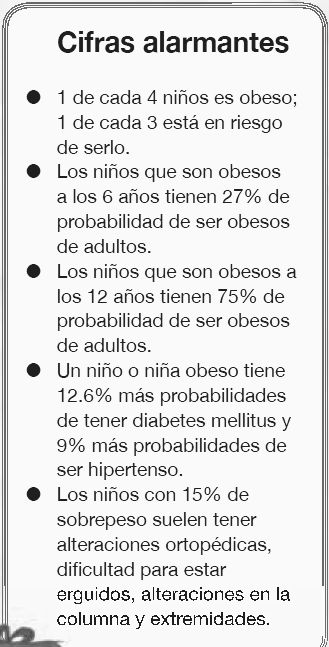 Cifras alarmantes
● 1 de cada 4 niños es obeso;
1 de cada 3 está en riesgo
de serlo.
● Los niños que son obesos
a los 6 años tienen 27% de
probabilidad de ser obesos
de adultos.
● Los niños que son obesos a
los 12 años tienen 75% de
probabilidad de ser obesos
de adultos.
● Un niño o niña obeso tiene
12.6% más probabilidades
de tener diabetes mellitus y
9% más probabilidades de
ser hipertenso.
● Los niños con 15% de
sobrepeso suelen tener
alteraciones ortopédicas,
dificultad para estar
erguidos, alteraciones en la
columna y extremidades.